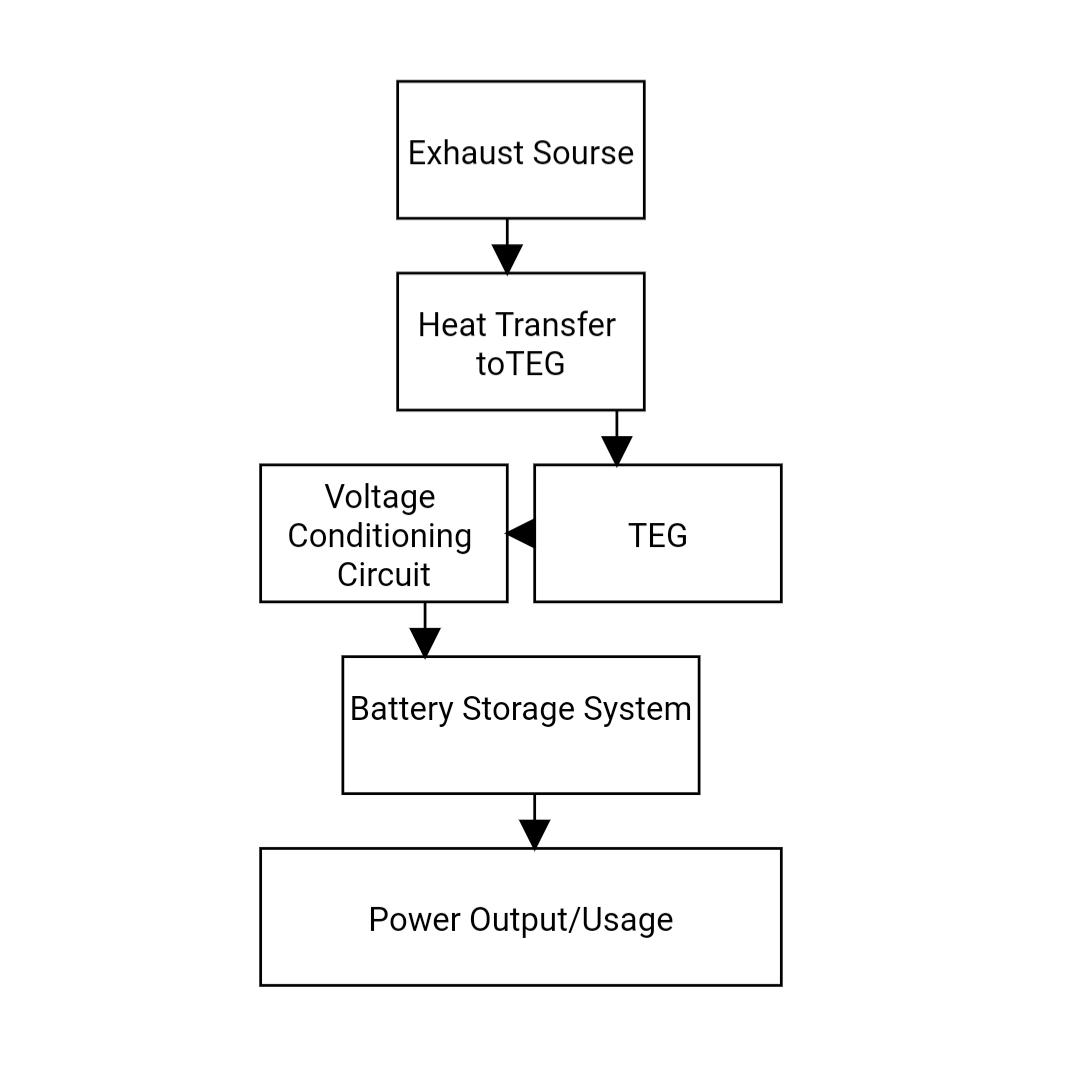 Exhaust Sourse
Heat Transfer
toTEG
Voltage
Conditioning
Circuit
TEG
Battery Storage System
Power Output/Usage